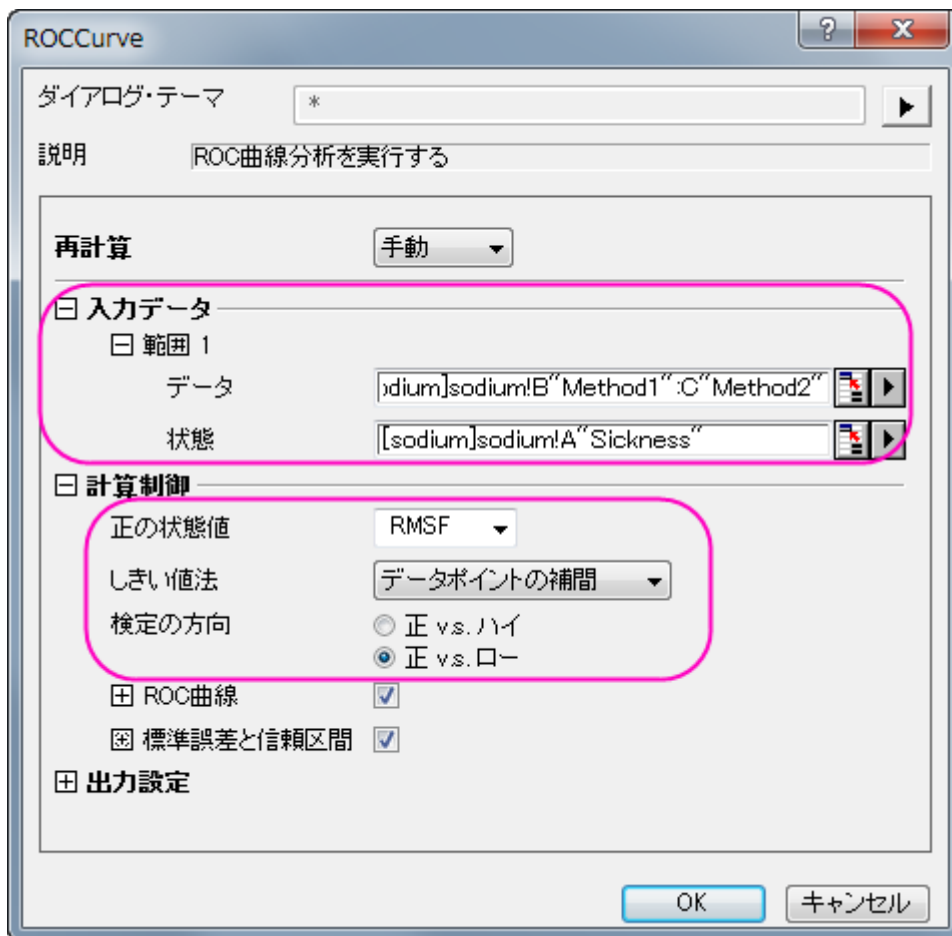 ROCCurve
ダイアログ・テーマ *
説明 ROC曲線分析を実行する
再計算 手動
入力データ
範囲 1
データ odium]sodium!B"Method1":C"Method2"
状態 [sodium]sodium!A"Sickness"
計算制御
正の状態値 RMSF
しきい値法 データポイントの補間
検定の方向 正 v.s. ハイ
正 v.s. ロー
ROC曲線
標準誤差と信頼区間
出力設定
OK キャンセル